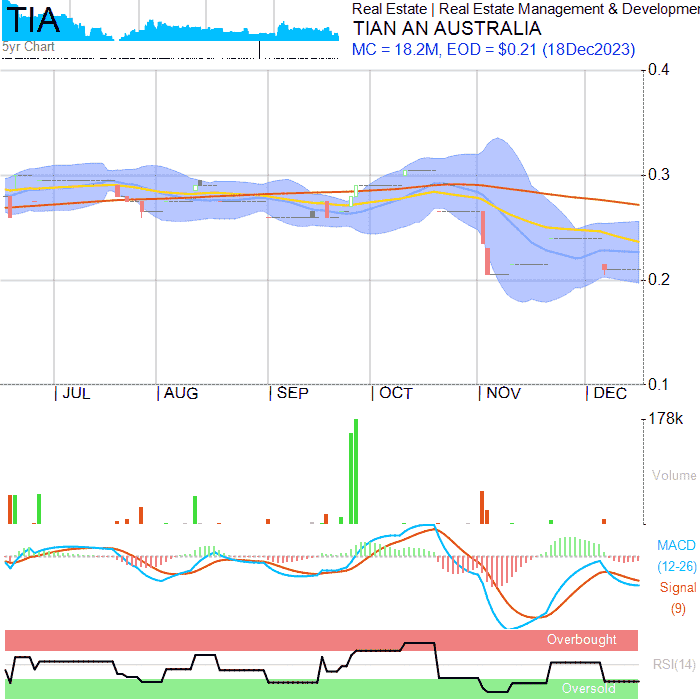 TIA
Real Estate | Real Estate Management & Developmen
TIAN AN AUSTRALIA
5yr Chart
MC = 18.2M, EOD = $0.21 (18Dec2023)
0.4
0.3
0.2
0.1
JUL
AUG
SEP
OCT
NOV
DEC
178k
Volume
MACD
(12-26)
Signal
(9)
Overbought
RSI(14)
Oversold